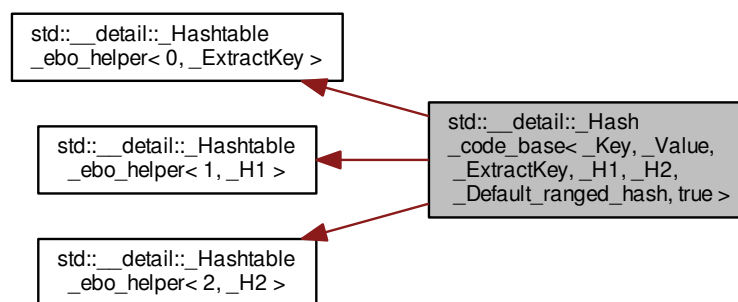 std::__detail::_Hashtable
_ebo_helper< 0, _ExtractKey >
std::__detail::_Hash
_code_base< _Key, _Value,
_ExtractKey, _H1, _H2,
_Default_ranged_hash, true >
std::__detail::_Hashtable
_ebo_helper< 1, _H1 >
std::__detail::_Hashtable
_ebo_helper< 2, _H2 >